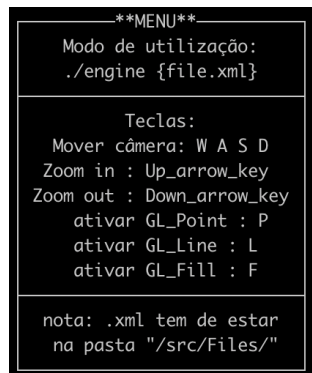 **MENU**
Modo de utilização:
./engine {file.xml}
Teclas:
Mover câmera: W A S D
Zoom in : Up_arrow_key
Zoom out : Down_arrow_key
ativar GL_Point : P
ativar GL_Line : L
ativar GL_Fill : F
nota: .xml tem de estar
na pasta "/src/Files/"